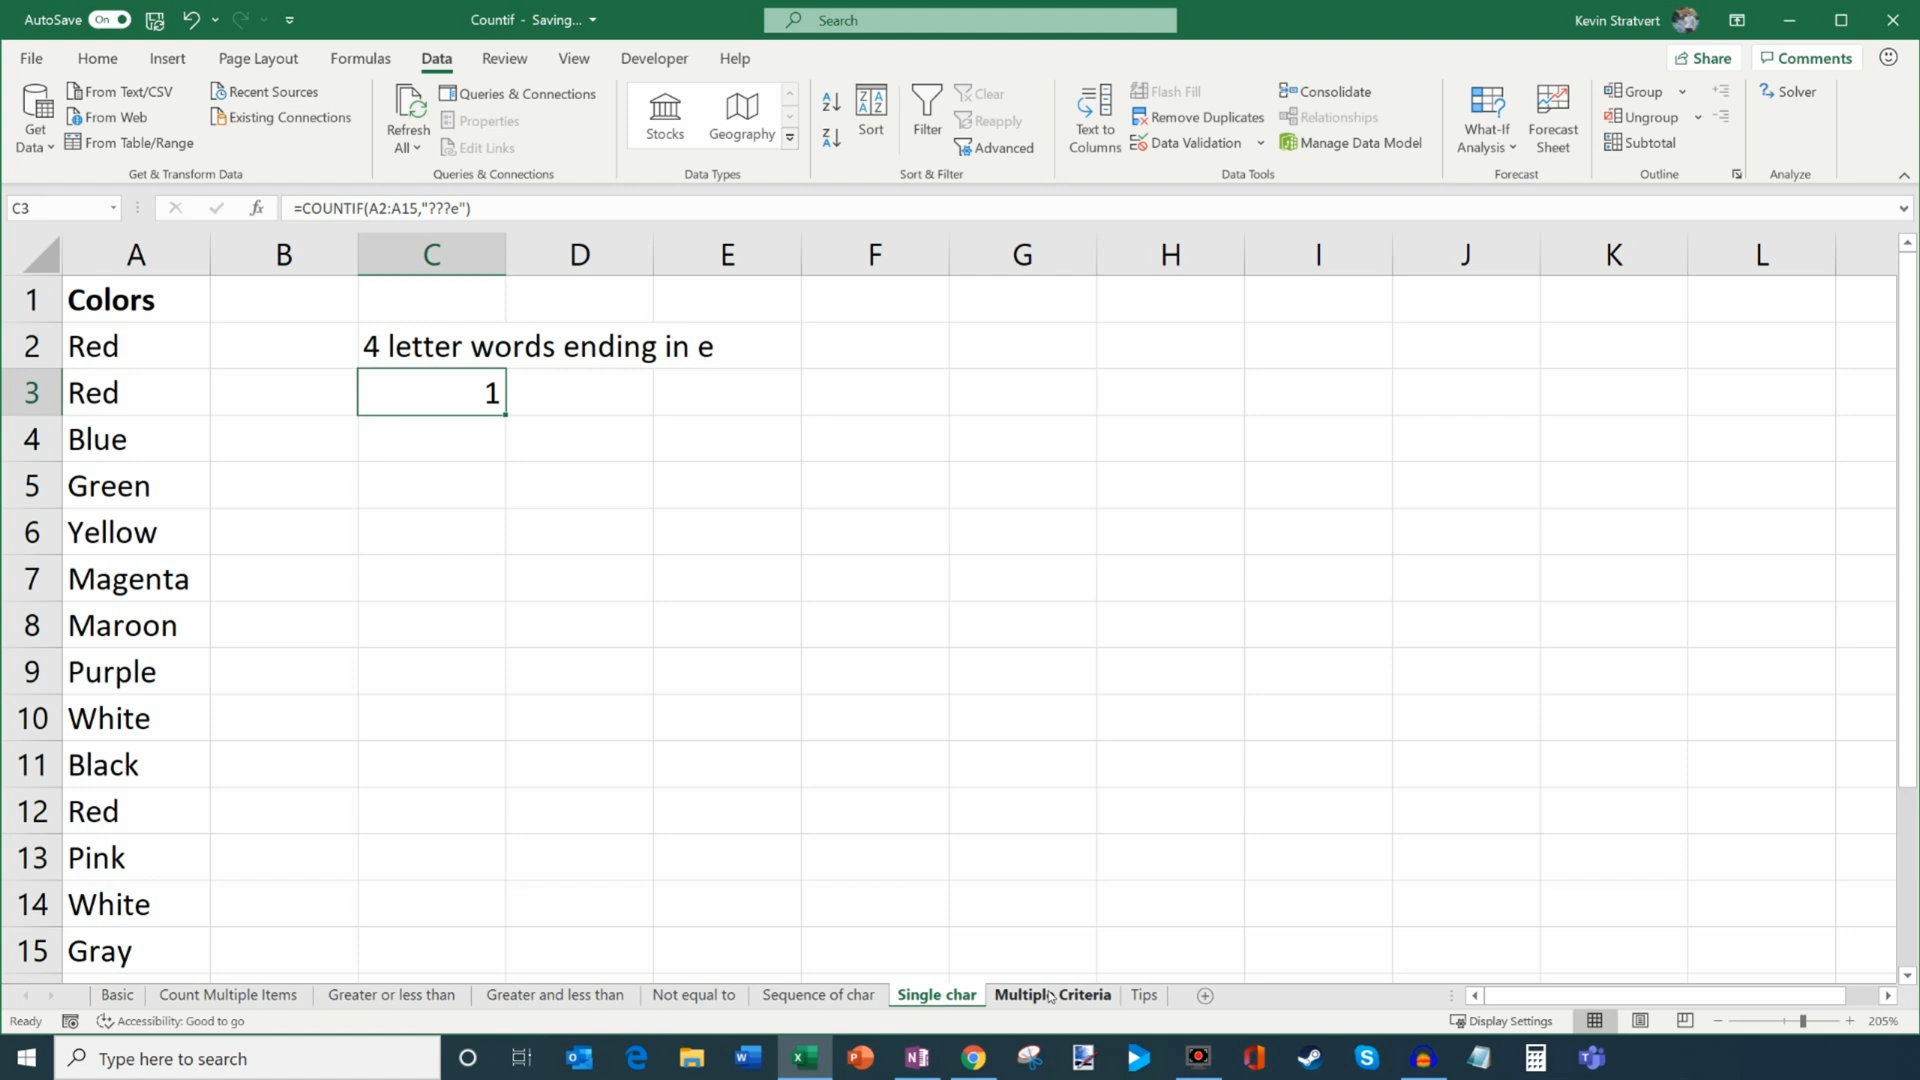 AutoSave On Countif - Saving... Search Kevin Stratvert
File Home Insert Page Layout Formulas Data Review View Developer Help Share Comments
Get Data
From Text/CSV
From Web
From Table/Range
Recent Sources
Existing Connections
Get & Transform Data
Refresh All
Queries & Connections
Properties
Edit Links
Queries & Connections
Stocks
Geography
Data Types
Sort
Filter
Clear
Reapply
Advanced
Sort & Filter
Text to Columns
Flash Fill
Remove Duplicates
Data Validation
Consolidate
Relationships
Manage Data Model
Data Tools
What-If Analysis
Forecast Sheet
Forecast
Group
Ungroup
Subtotal
Outline
Solver
Analyze
C3 fx =COUNTIF(A2:A15,"???e")
A B C D E F G H I J K L
1 Colors
2 Red 4 letter words ending in e
3 Red 1
4 Blue
5 Green
6 Yellow
7 Magenta
8 Maroon
9 Purple
10 White
11 Black
12 Red
13 Pink
14 White
15 Gray
Basic Count Multiple Items Greater or less than Greater and less than Not equal to Sequence of char Single char Multiple Criteria Tips
Ready Accessibility: Good to go Display Settings 205%
Type here to search